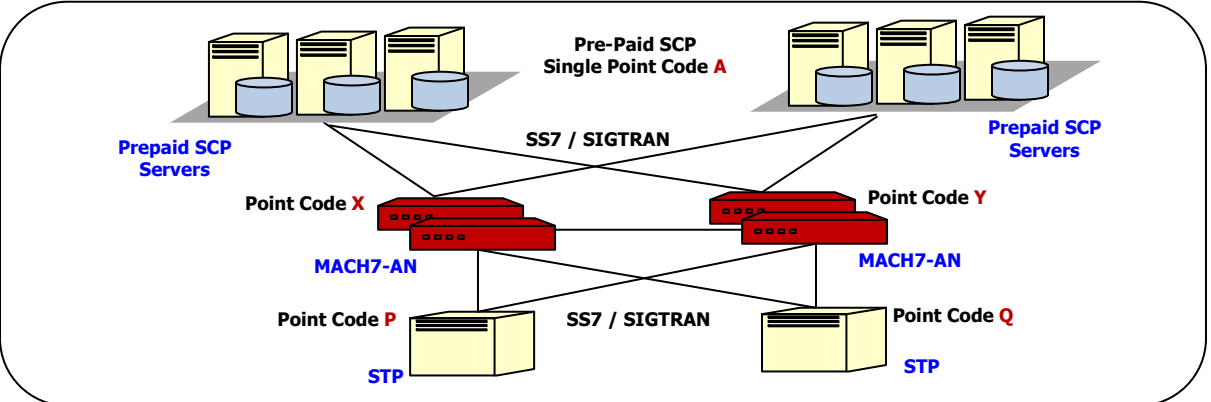 Pre-Paid SCP
Single Point Code A
Prepaid SCP
Servers
Prepaid SCP
Servers
SS7 / SIGTRAN
Point Code X
Point Code Y
MACH7-AN
MACH7-AN
Point Code P
SS7 / SIGTRAN
Point Code Q
STP
STP